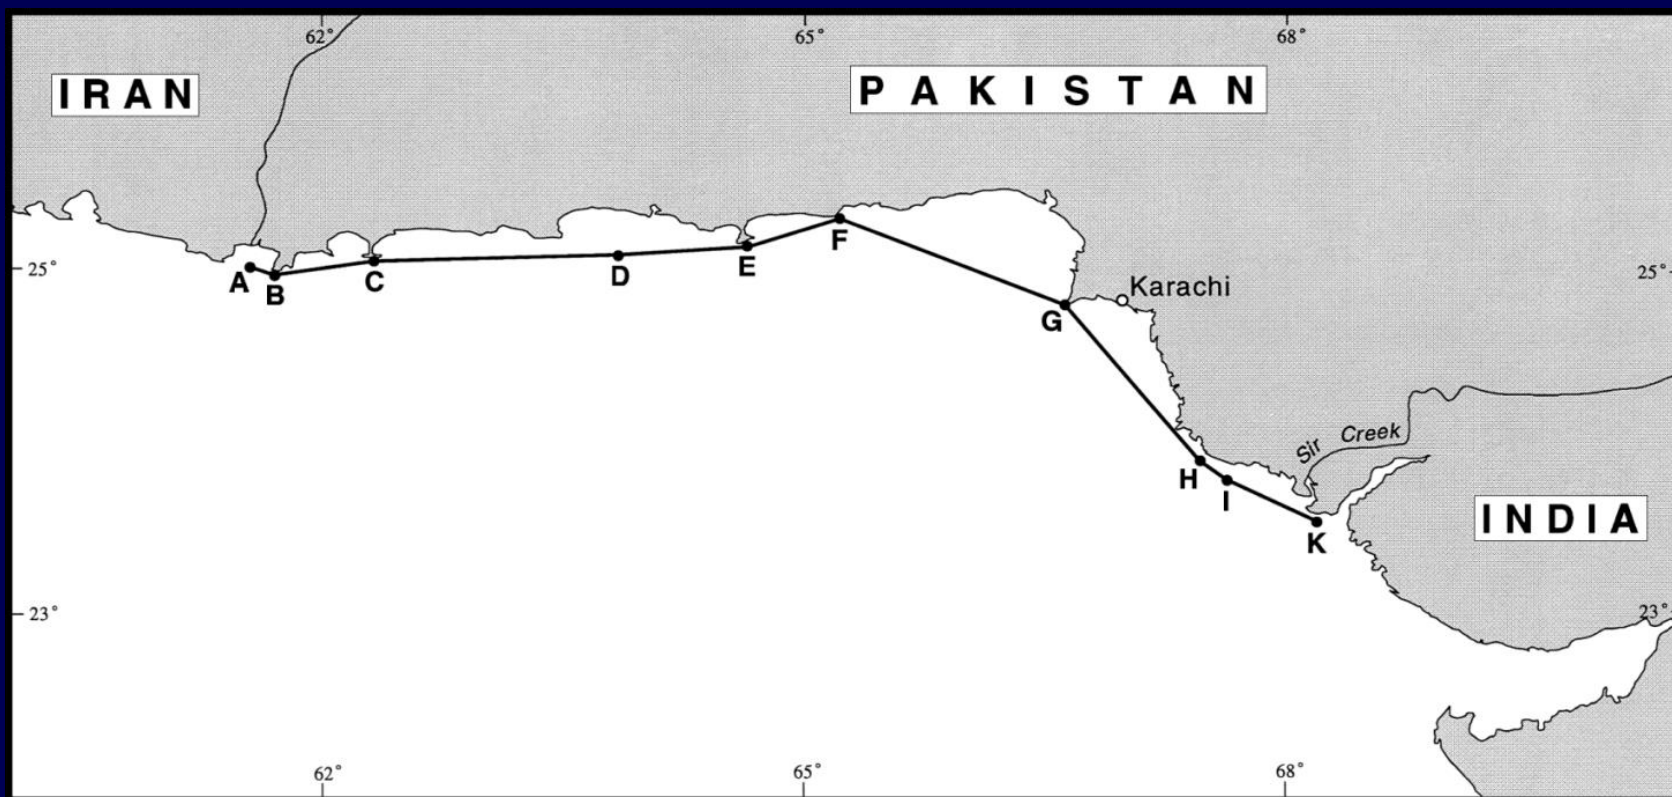 62° 65° 68°
IRAN
PAKISTAN
25° 25°
A B C D E F
Karachi
G
Sir Creek
H
I
INDIA
K
23° 23°
62° 65° 68°